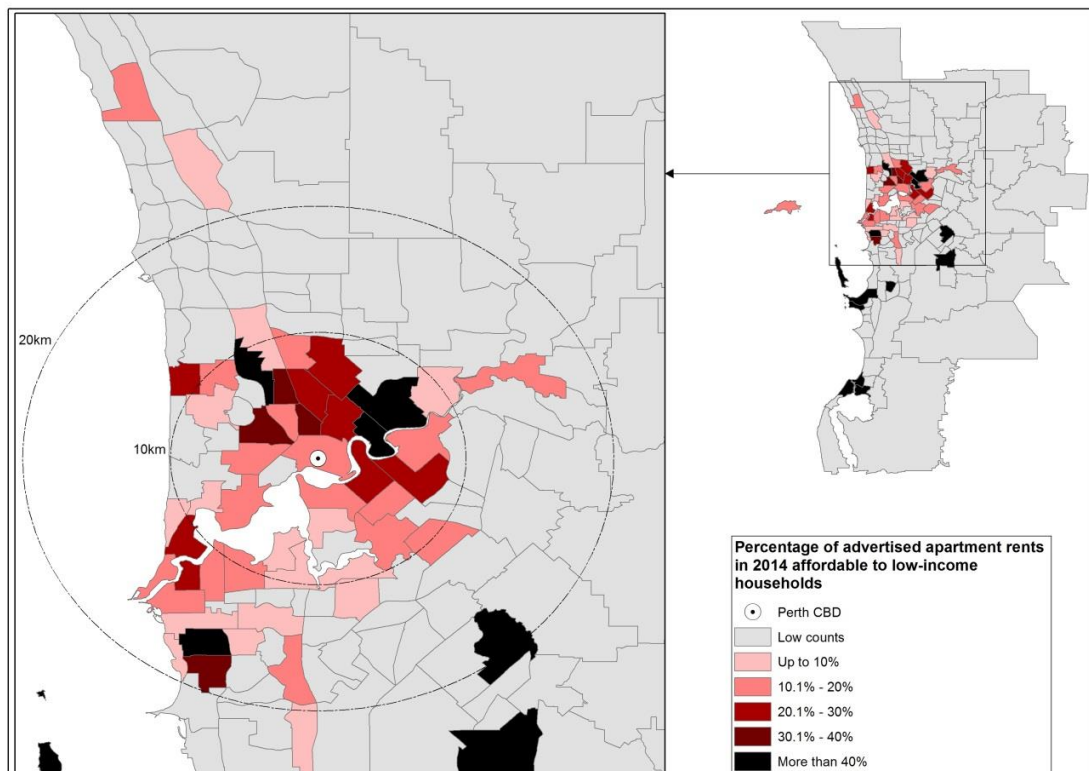 20km
10km
Percentage of advertised apartment rents
in 2014 affordable to low-income
households
Perth CBD
Low counts
Up to 10%
10.1% - 20%
20.1% - 30%
30.1% - 40%
More than 40%